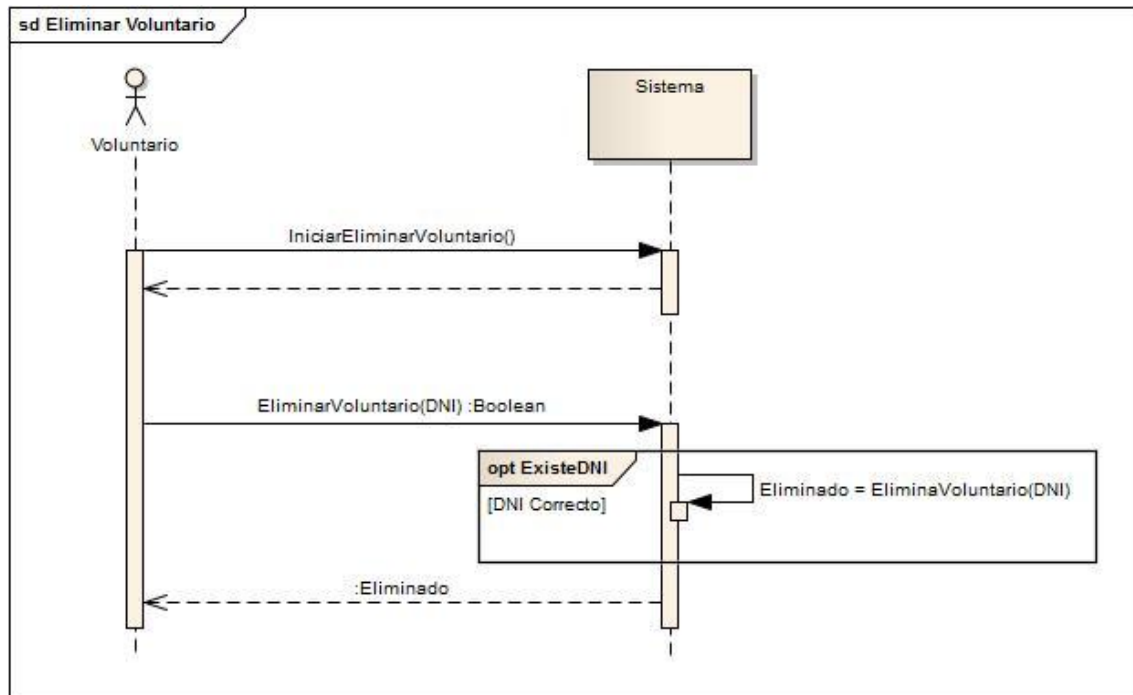 sd Eliminar Voluntario
Sistema
Voluntario
IniciarEliminarVoluntario()
EliminarVoluntario(DNI) :Boolean
opt ExisteDNI
[DNI Correcto]
Eliminado = EliminaVoluntario(DNI)
:Eliminado